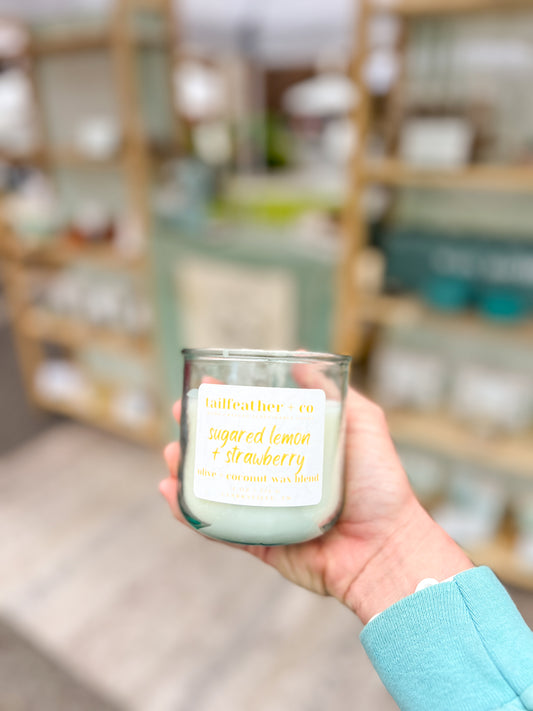 tailfeather + co
sugared lemon
+ strawberry
olive + coconut wax blend